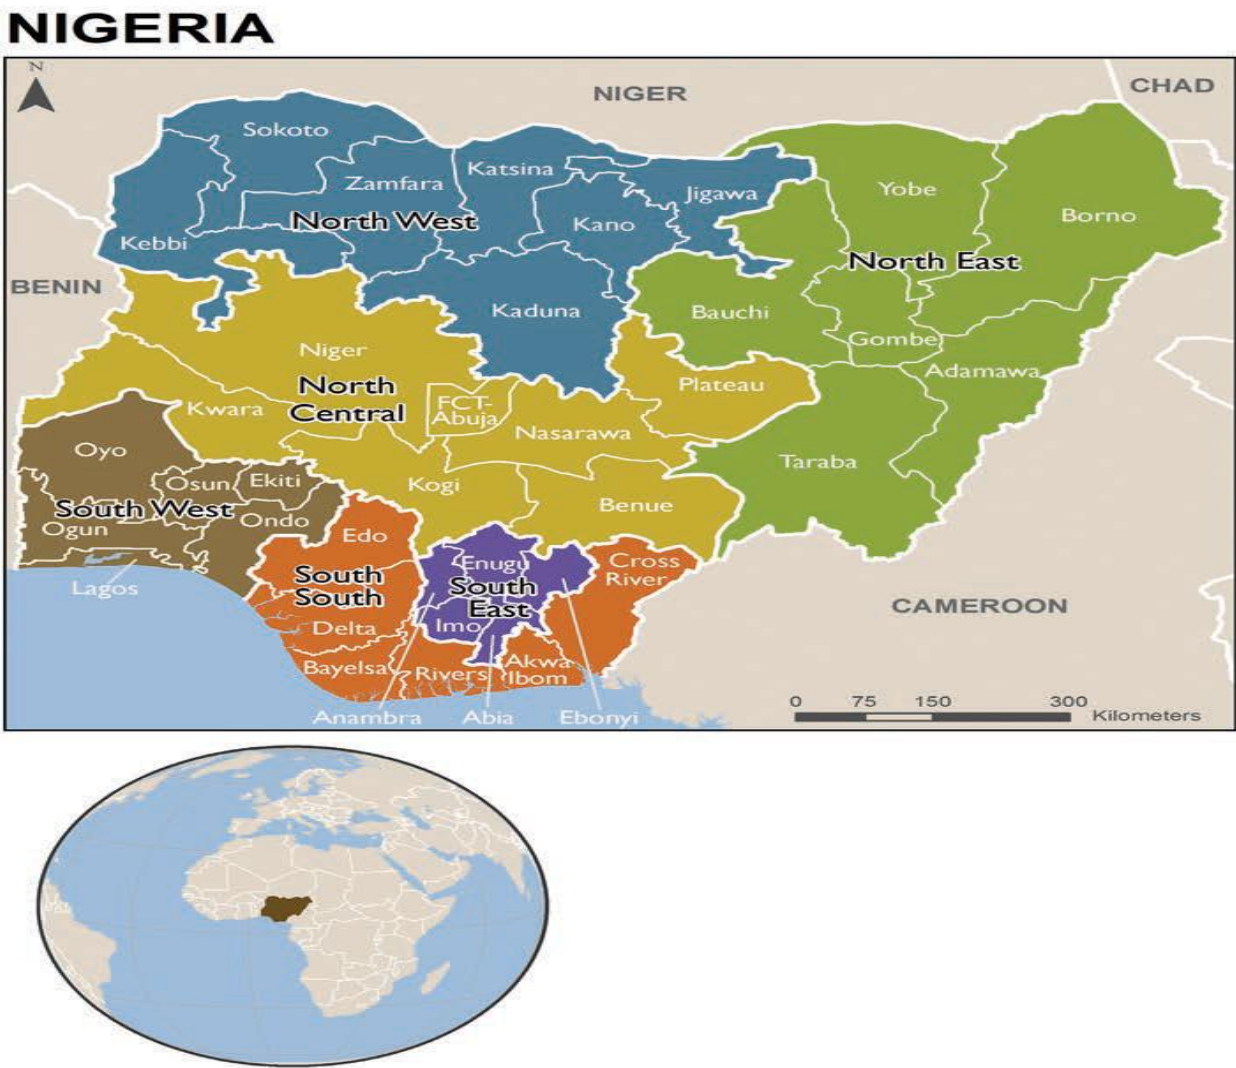 NIGERIA
N
NIGER
CHAD
Sokoto
Katsina
Zamfara
Jigawa
Yobe
North West
Kano
Borno
Kebbi
North East
BENIN
Kaduna
Bauchi
Niger
Gombe
Adamawa
North
Central
Plateau
Kwara
FCT-
Abuja
Nasarawa
Oyo
Taraba
Osun
Ekiti
Kogi
South West
Benue
Ogun
Ondo
Edo
Enugu
Cross
River
Lagos
South
South
South
East
CAMEROON
Delta
Imo
Bayelsa
Rivers
Akwa
Ibom
Anambra
Abia
Ebonyi
0 75 150 300
Kilometers